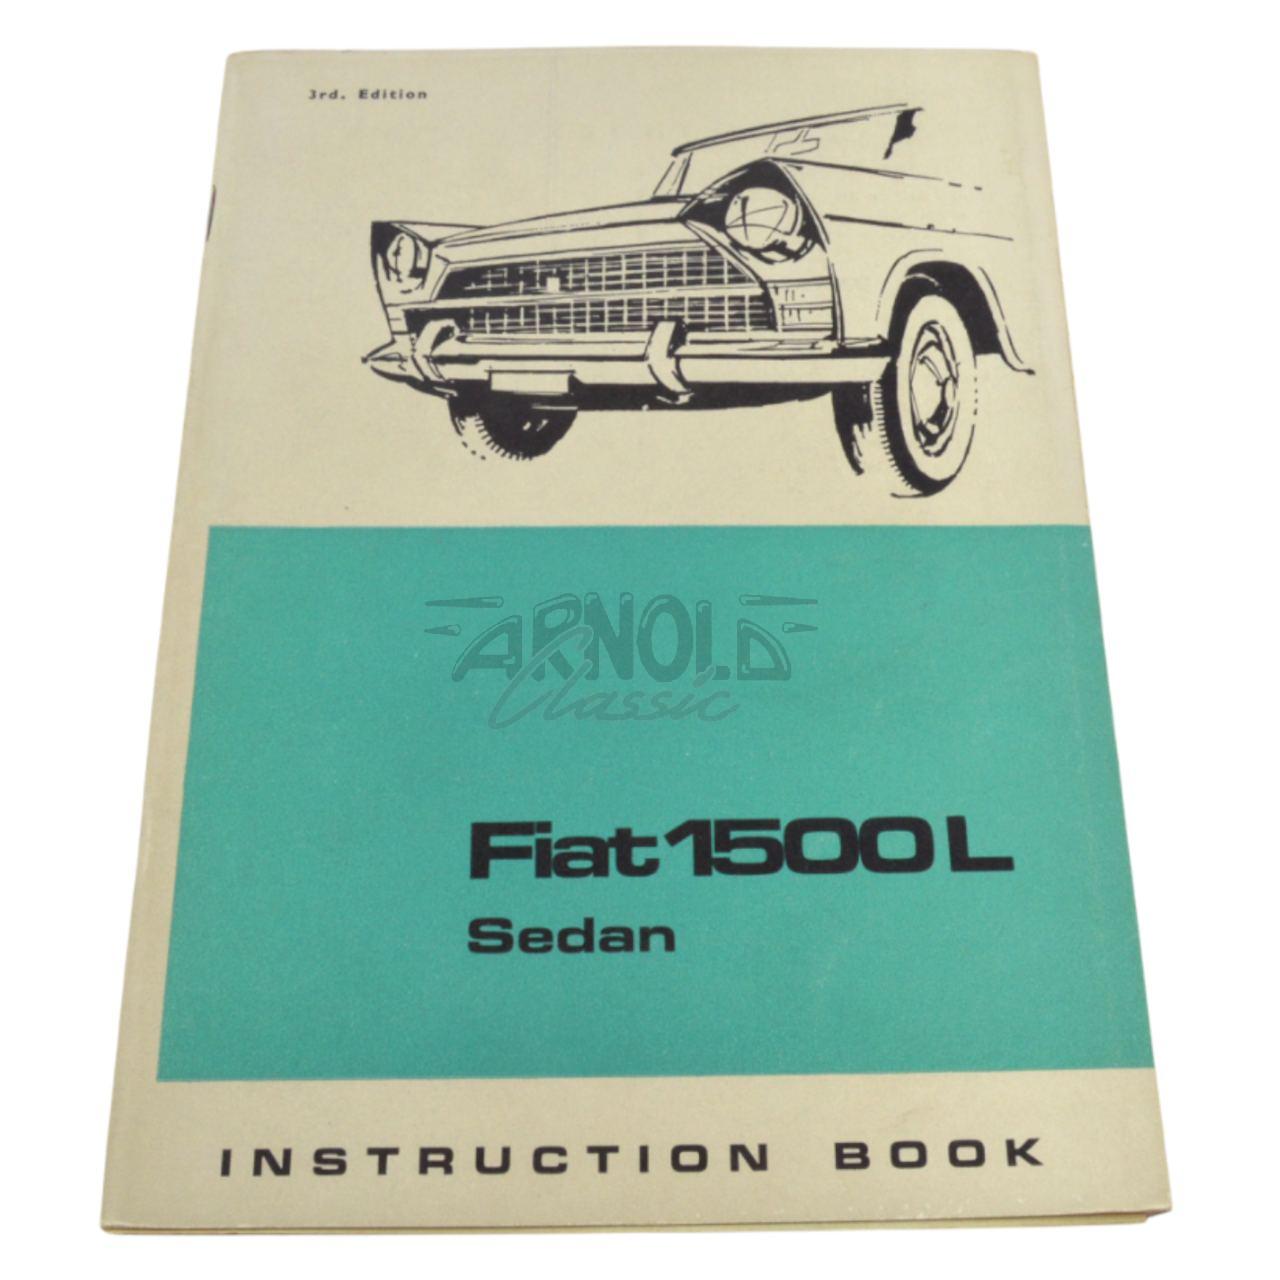 3rd. Edition
ARNOLD
Classic
Fiat 1500 L
Sedan
INSTRUCTION BOOK